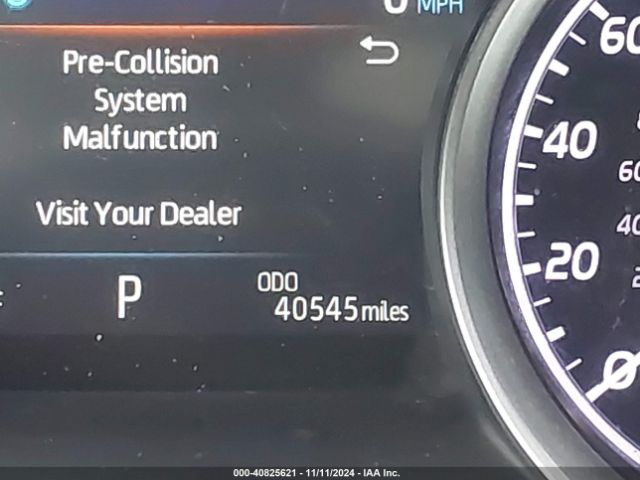 0 MPH
Pre-Collision
System
Malfunction
Visit Your Dealer
P
ODO
40545 miles
60
40
20
0
000-40825621 - 11/11/2024 - IAA Inc.